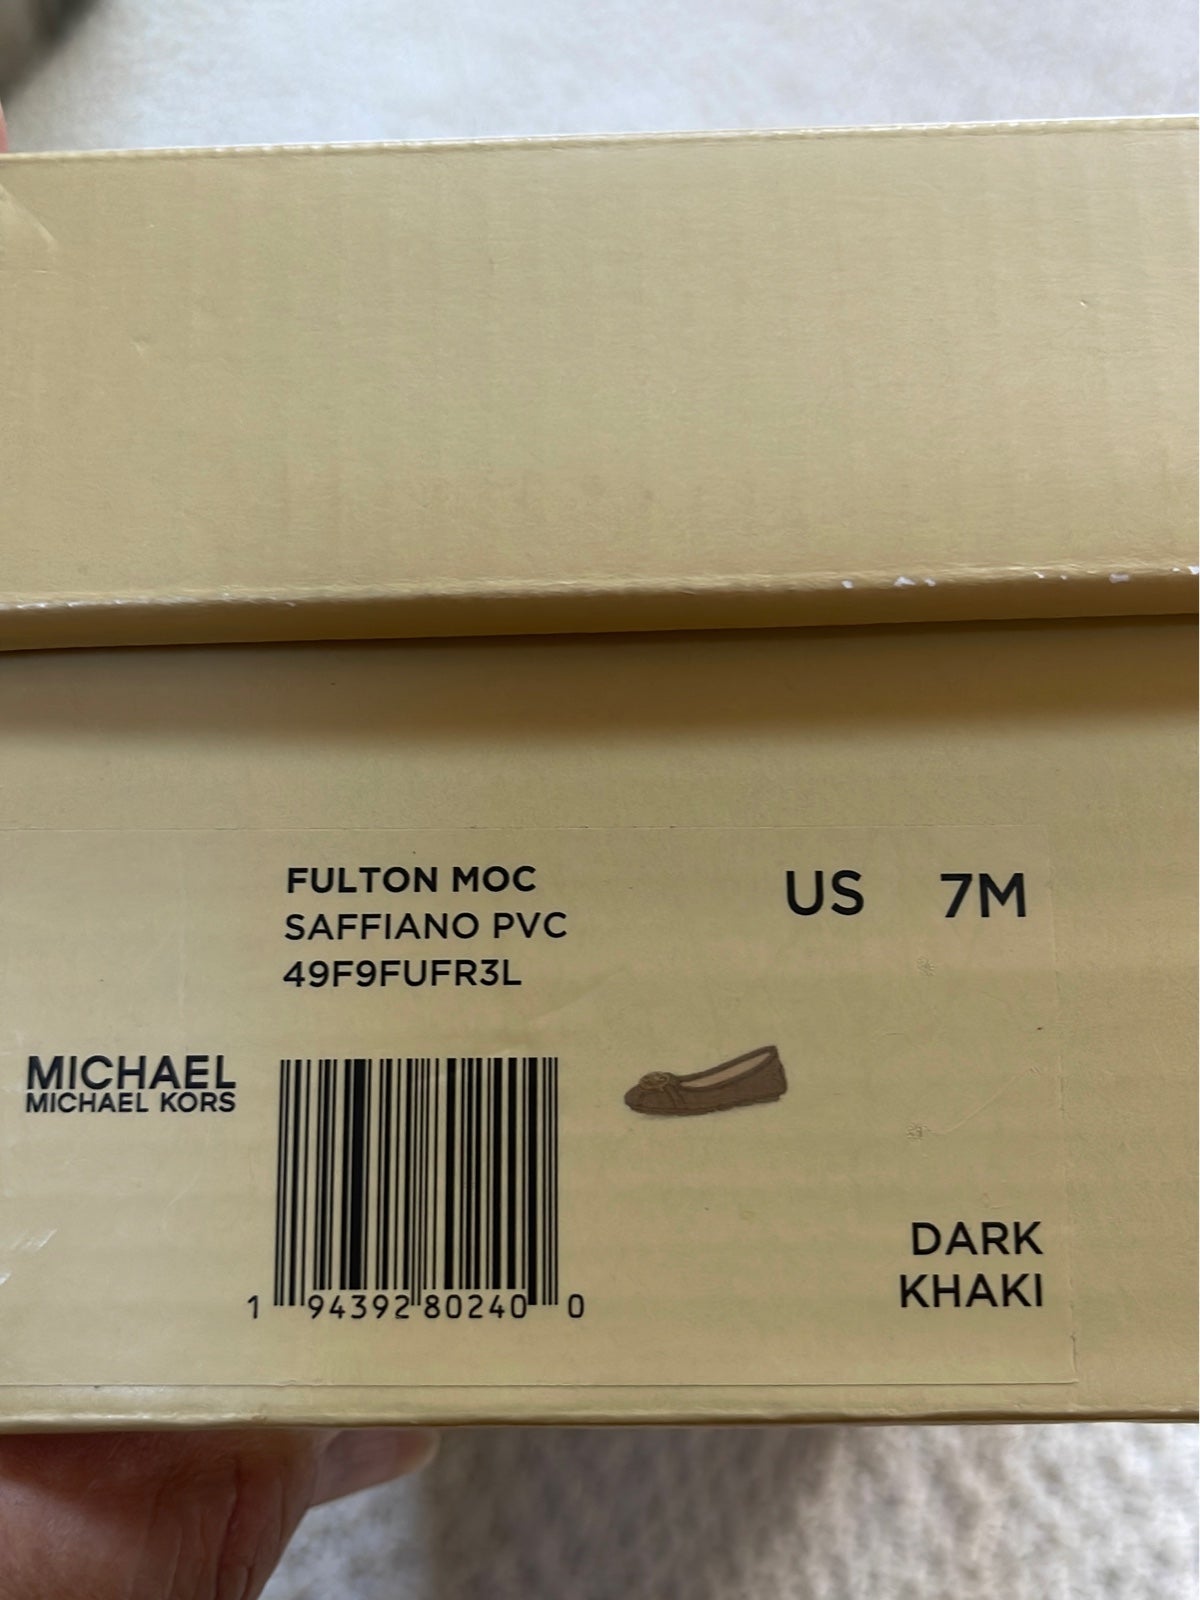 FULTON MOC
SAFFIANO PVC
49F9FUFR3L
US 7M
MICHAEL
MICHAEL KORS
1 94392 80240 0
DARK
KHAKI